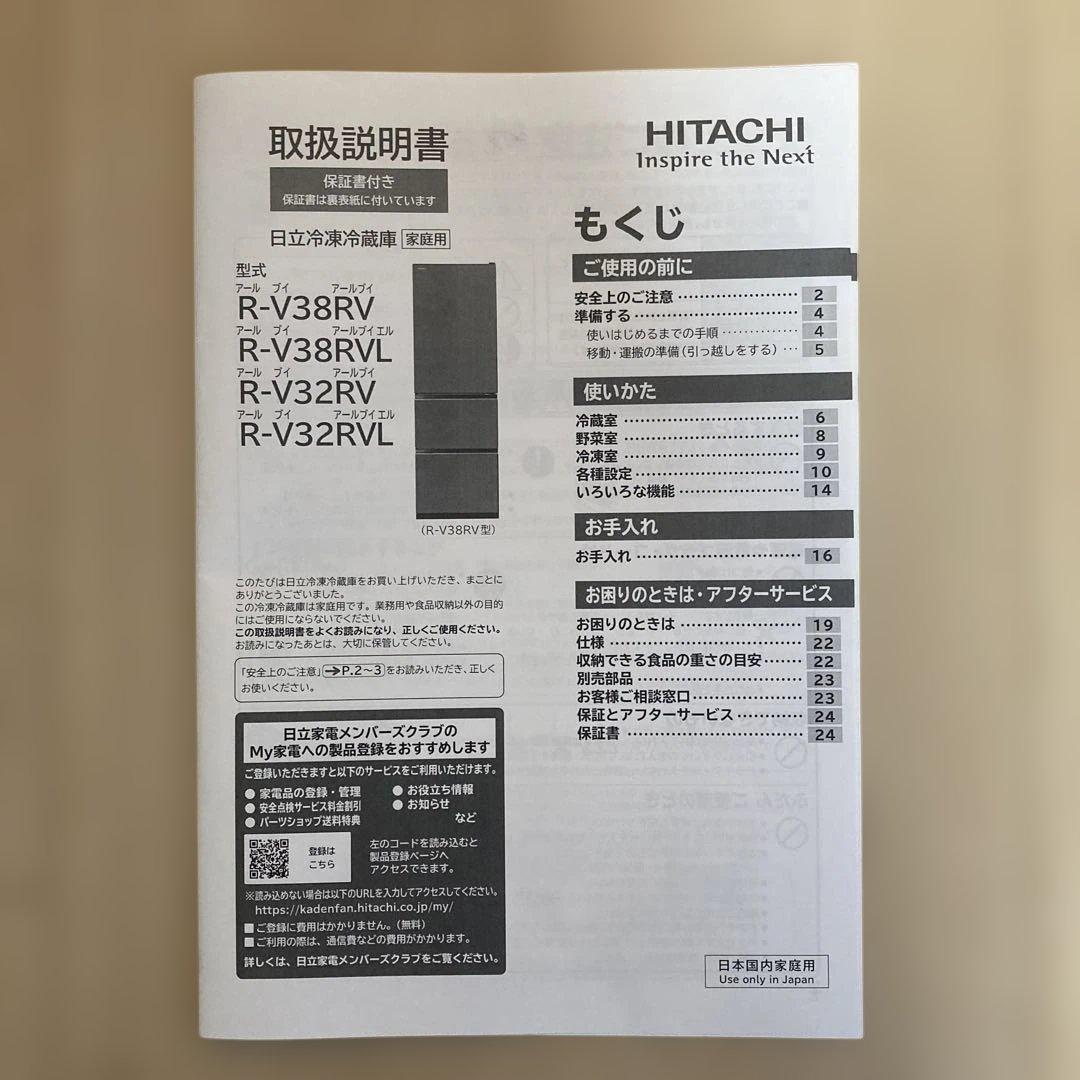 取扱説明書
保証書付き
保証書は裏表紙に付いています
日立冷凍冷蔵庫 家庭用
型式
アール ブイ アールブイ
R-V38RV
アール ブイ アールブイ エル
R-V38RVL
アール ブイ アールブイ
R-V32RV
アール ブイ アールブイ エル
R-V32RVL
(R-V38RV型)
このたびは日立冷凍冷蔵庫をお買い上げいただき、まことに
ありがとうございました。
この冷凍冷蔵庫は家庭用です。業務用や食品収納以外の目的
にはご使用にならないでください。
この取扱説明書をよくお読みになり、正しくご使用ください。
お読みになったあとは、大切に保管してください。
「安全上のご注意」➔P.2〜3をお読みいただき、正しく
お使いください。
日立家電メンバーズクラブの
My家電への製品登録をおすすめします
ご登録いただきますと以下のサービスをご利用いただけます。
● 家電品の登録・管理 ● お役立ち情報
● 安全点検サービス料金割引 ● お知らせ
● パーツショップ送料特典 など
登録は
こちら
左のコードを読み込むと
製品登録ページへ
アクセスできます。
※読み込めない場合は以下のURLを入力してアクセスしてください。
https://kadenfan.hitachi.co.jp/my/
■ご登録に費用はかかりません。(無料)
■ご利用の際は、通信費などの費用がかかります。
詳しくは、日立家電メンバーズクラブをご覧ください。
HITACHI
Inspire the Next
もくじ
ご使用の前に
安全上のご注意 2
準備する 4
使いはじめるまでの手順 4
移動・運搬の準備(引っ越しをする) 5
使いかた
冷蔵室 6
野菜室 8
冷凍室 9
各種設定 10
いろいろな機能 14
お手入れ
お手入れ 16
お困りのときは・アフターサービス
お困りのときは 19
仕様 22
収納できる食品の重さの目安 22
別売部品 23
お客様ご相談窓口 23
保証とアフターサービス 24
保証書 24
日本国内家庭用
Use only in Japan